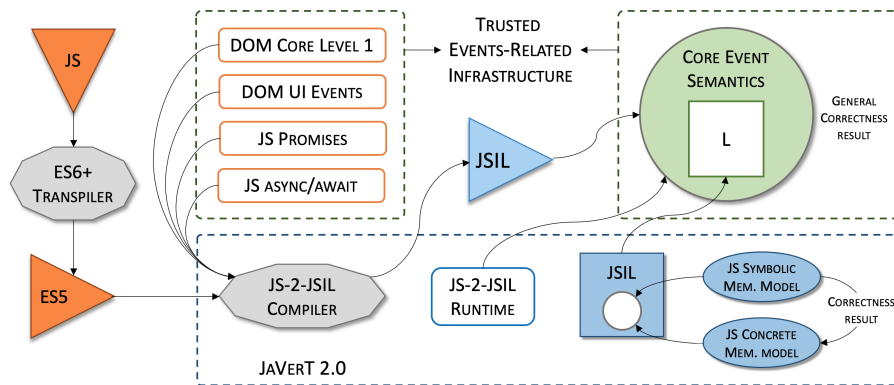 JS
ES6+
TRANSPILER
ES5
DOM CORE LEVEL 1
DOM UI EVENTS
JS PROMISES
JS ASYNC/AWAIT
TRUSTED
EVENTS-RELATED
INFRASTRUCTURE
JSIL
CORE EVENT
SEMANTICS
L
GENERAL
CORRECTNESS
RESULT
JS-2-JSIL
COMPILER
JS-2-JSIL
RUNTIME
JSIL
JS SYMBOLIC
MEM. MODEL
JS CONCRETE
MEM. MODEL
CORRECTNESS
RESULT
JAVERT 2.0